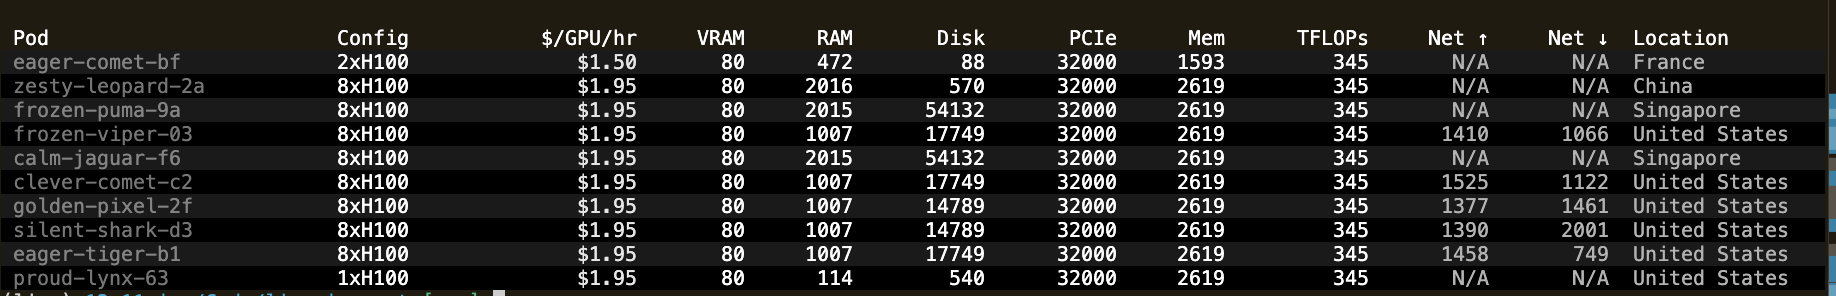 Pod Config $/GPU/hr VRAM RAM Disk PCIe Mem TFLOPs Net ↑ Net ↓ Location
eager-comet-bf 2xH100 $1.50 80 472 88 32000 1593 345 N/A N/A France
zesty-leopard-2a 8xH100 $1.95 80 2016 570 32000 2619 345 N/A N/A China
frozen-puma-9a 8xH100 $1.95 80 2015 54132 32000 2619 345 N/A N/A Singapore
frozen-viper-03 8xH100 $1.95 80 1007 17749 32000 2619 345 1410 1066 United States
calm-jaguar-f6 8xH100 $1.95 80 2015 54132 32000 2619 345 N/A N/A Singapore
clever-comet-c2 8xH100 $1.95 80 1007 17749 32000 2619 345 1525 1122 United States
golden-pixel-2f 8xH100 $1.95 80 1007 14789 32000 2619 345 1377 1461 United States
silent-shark-d3 8xH100 $1.95 80 1007 14789 32000 2619 345 1390 2001 United States
eager-tiger-b1 8xH100 $1.95 80 1007 17749 32000 2619 345 1458 749 United States
proud-lynx-63 1xH100 $1.95 80 114 540 32000 2619 345 N/A N/A United States